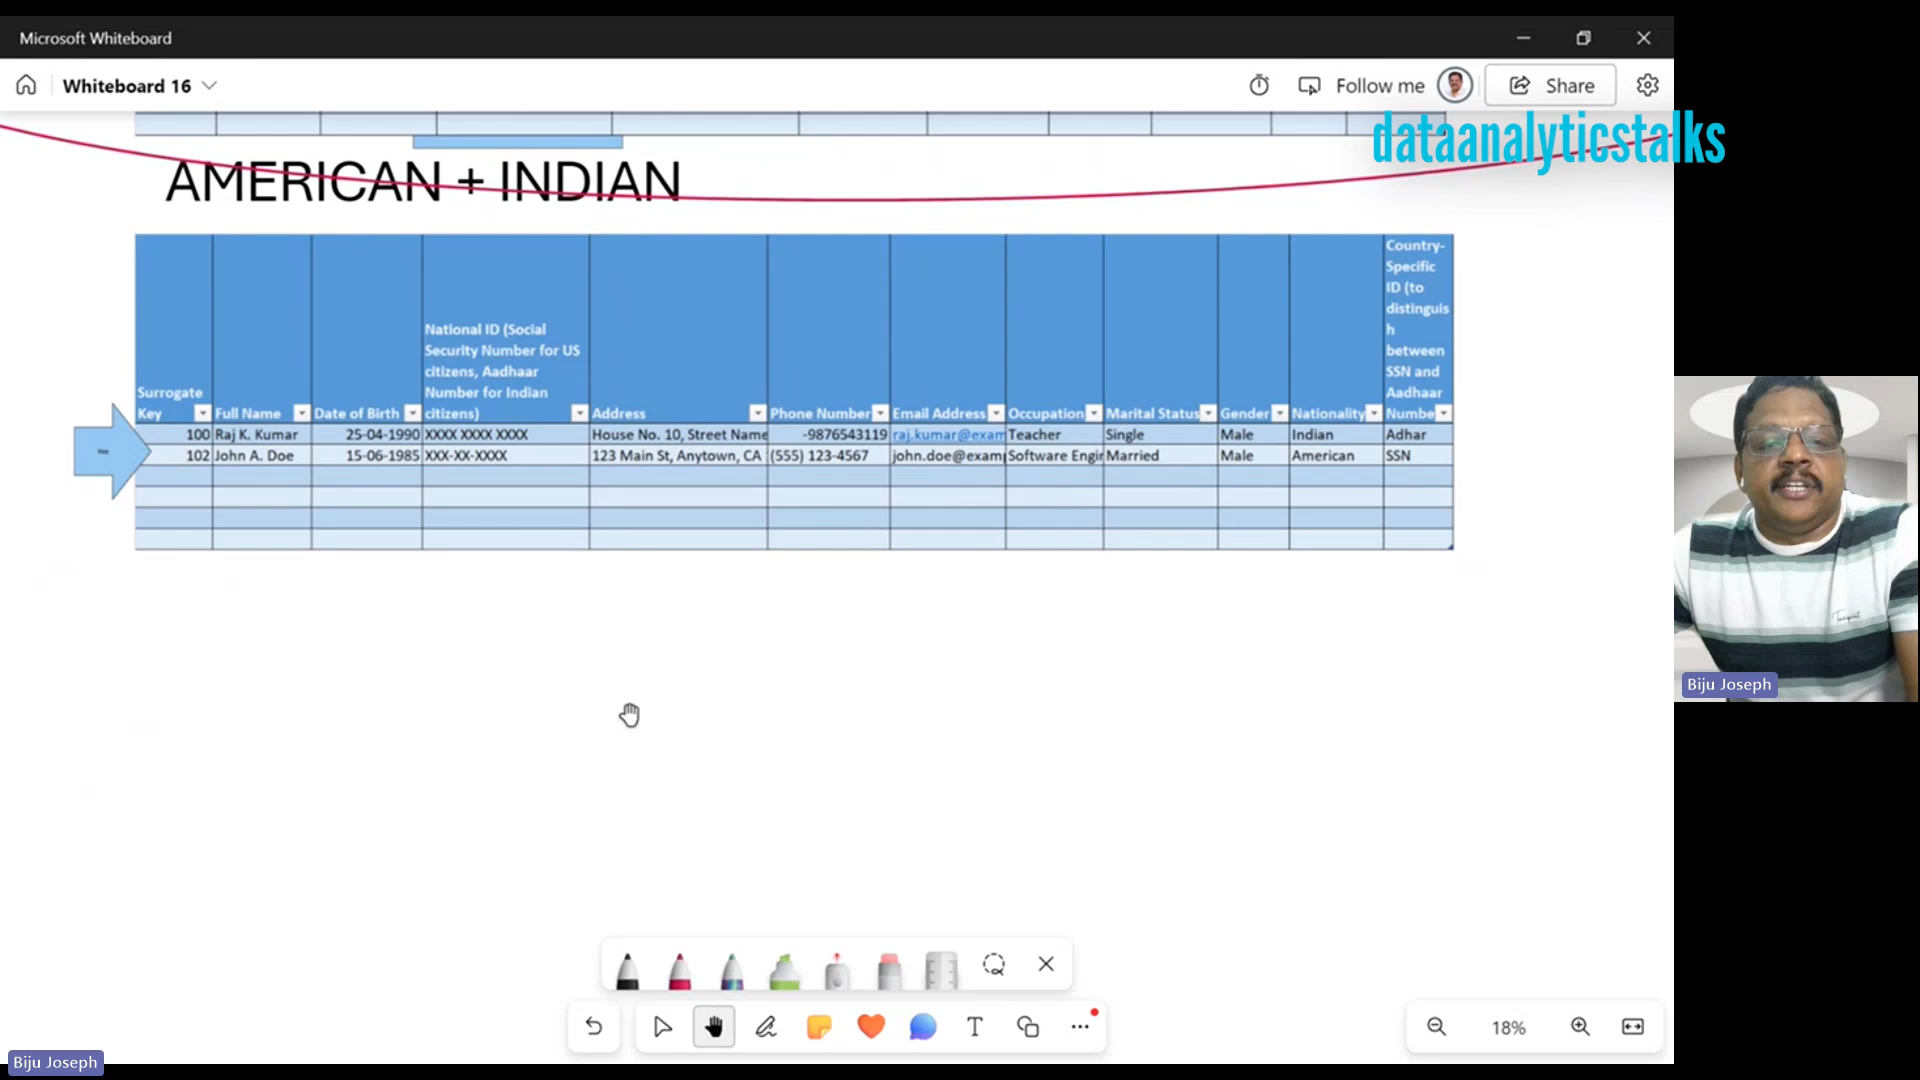 Microsoft Whiteboard
Whiteboard 16
Follow me
Share
dataanalyticstalks
AMERICAN + INDIAN
Surrogate Key
Full Name
Date of Birth
National ID (Social Security Number for US citizens, Aadhaar Number for Indian citizens)
Address
Phone Number
Email Address
Occupation
Marital Status
Gender
Nationality
Country-
Specific
ID (to
distinguis
h
between
SSN and
Aadhaar
Numbe
100 Raj K. Kumar 25-04-1990 XXXX XXXX XXXX House No. 10, Street Name -9876543119 raj.kumar@exam Teacher Single Male Indian Adhar
102 John A. Doe 15-06-1985 XXX-XX-XXXX 123 Main St, Anytown, CA (555) 123-4567 john.doe@examp Software Engir Married Male American SSN
Biju Joseph
18%
Biju Joseph